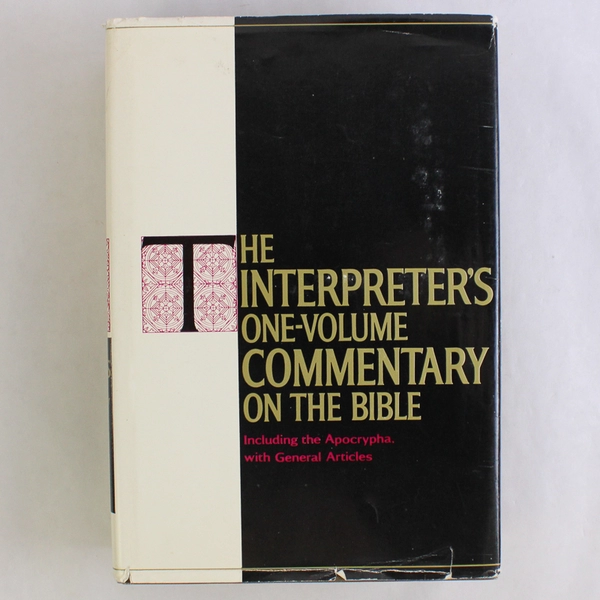 THE
INTERPRETER'S
ONE-VOLUME
COMMENTARY
ON THE BIBLE
Including the Apocrypha,
with General Articles